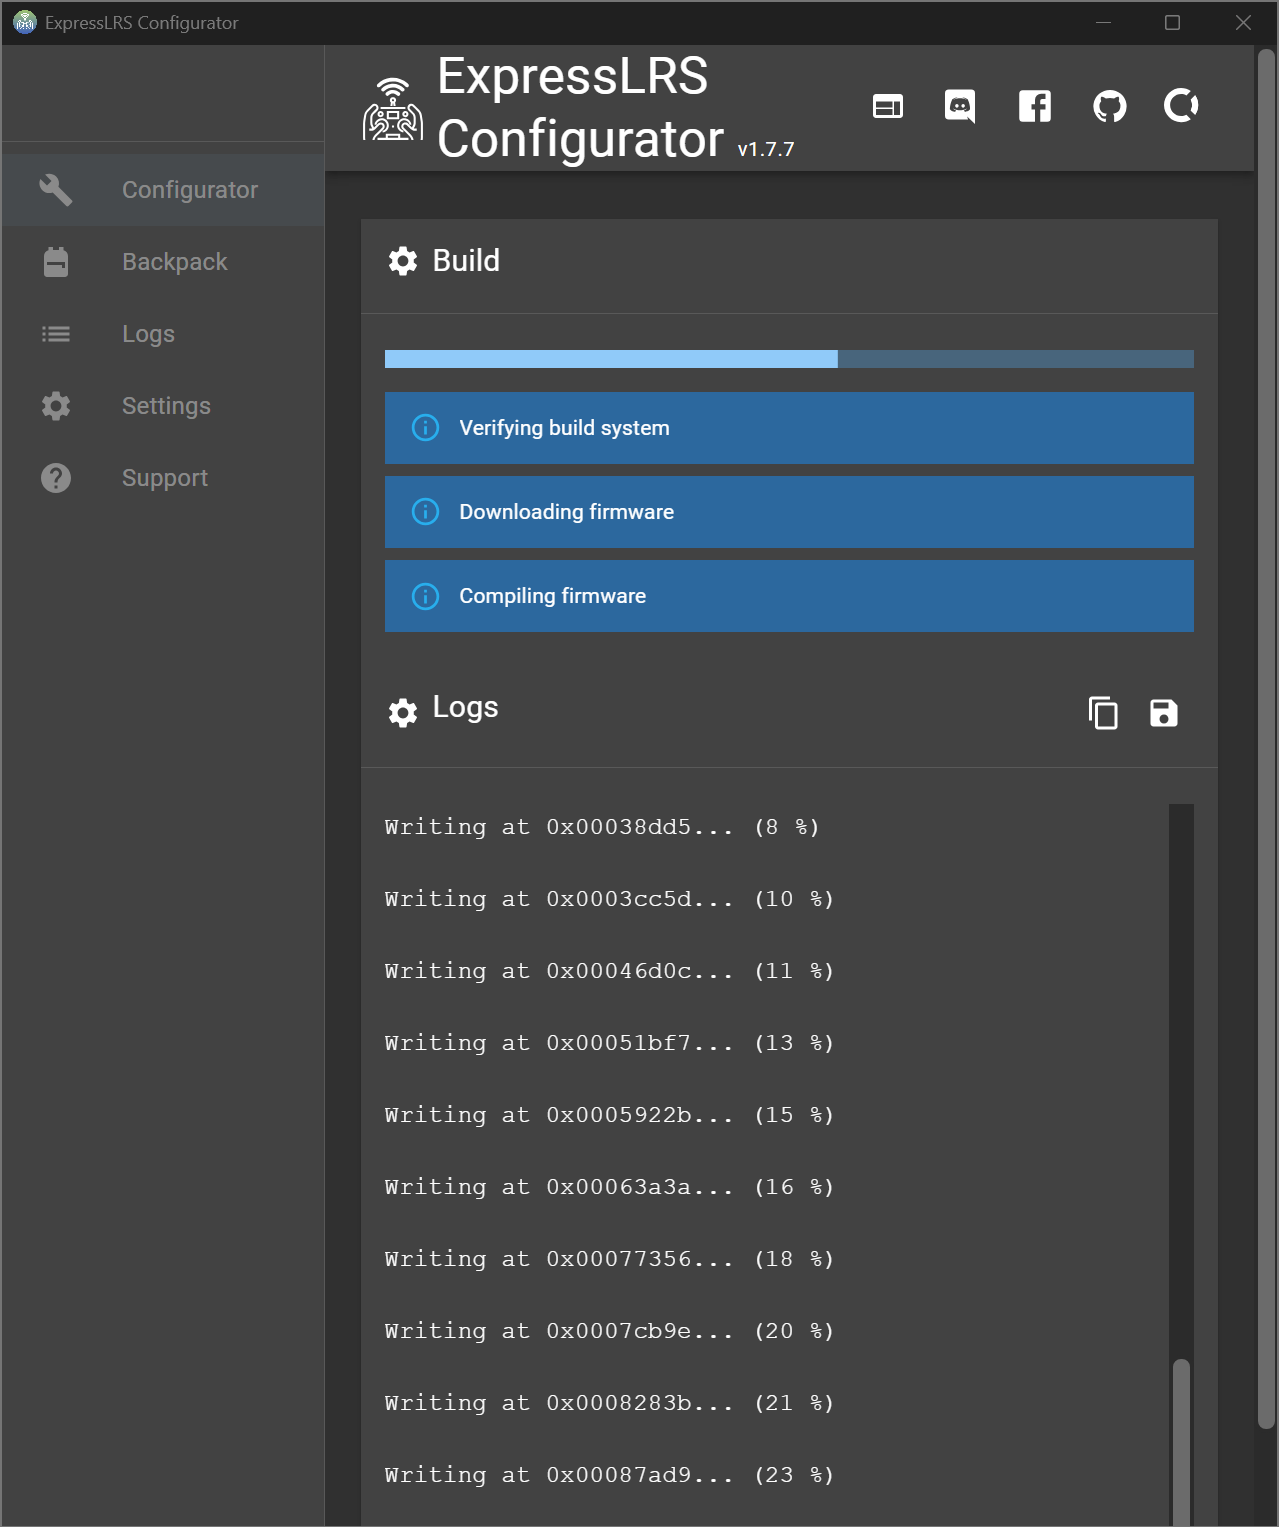 ExpressLRS Configurator
ExpressLRS
Configurator v1.7.7
Configurator
Backpack
Logs
Settings
Support
Build
Verifying build system
Downloading firmware
Compiling firmware
Logs
Writing at 0x00038dd5... (8 %)
Writing at 0x0003cc5d... (10 %)
Writing at 0x00046d0c... (11 %)
Writing at 0x00051bf7... (13 %)
Writing at 0x0005922b... (15 %)
Writing at 0x00063a3a... (16 %)
Writing at 0x00077356... (18 %)
Writing at 0x0007cb9e... (20 %)
Writing at 0x0008283b... (21 %)
Writing at 0x00087ad9... (23 %)